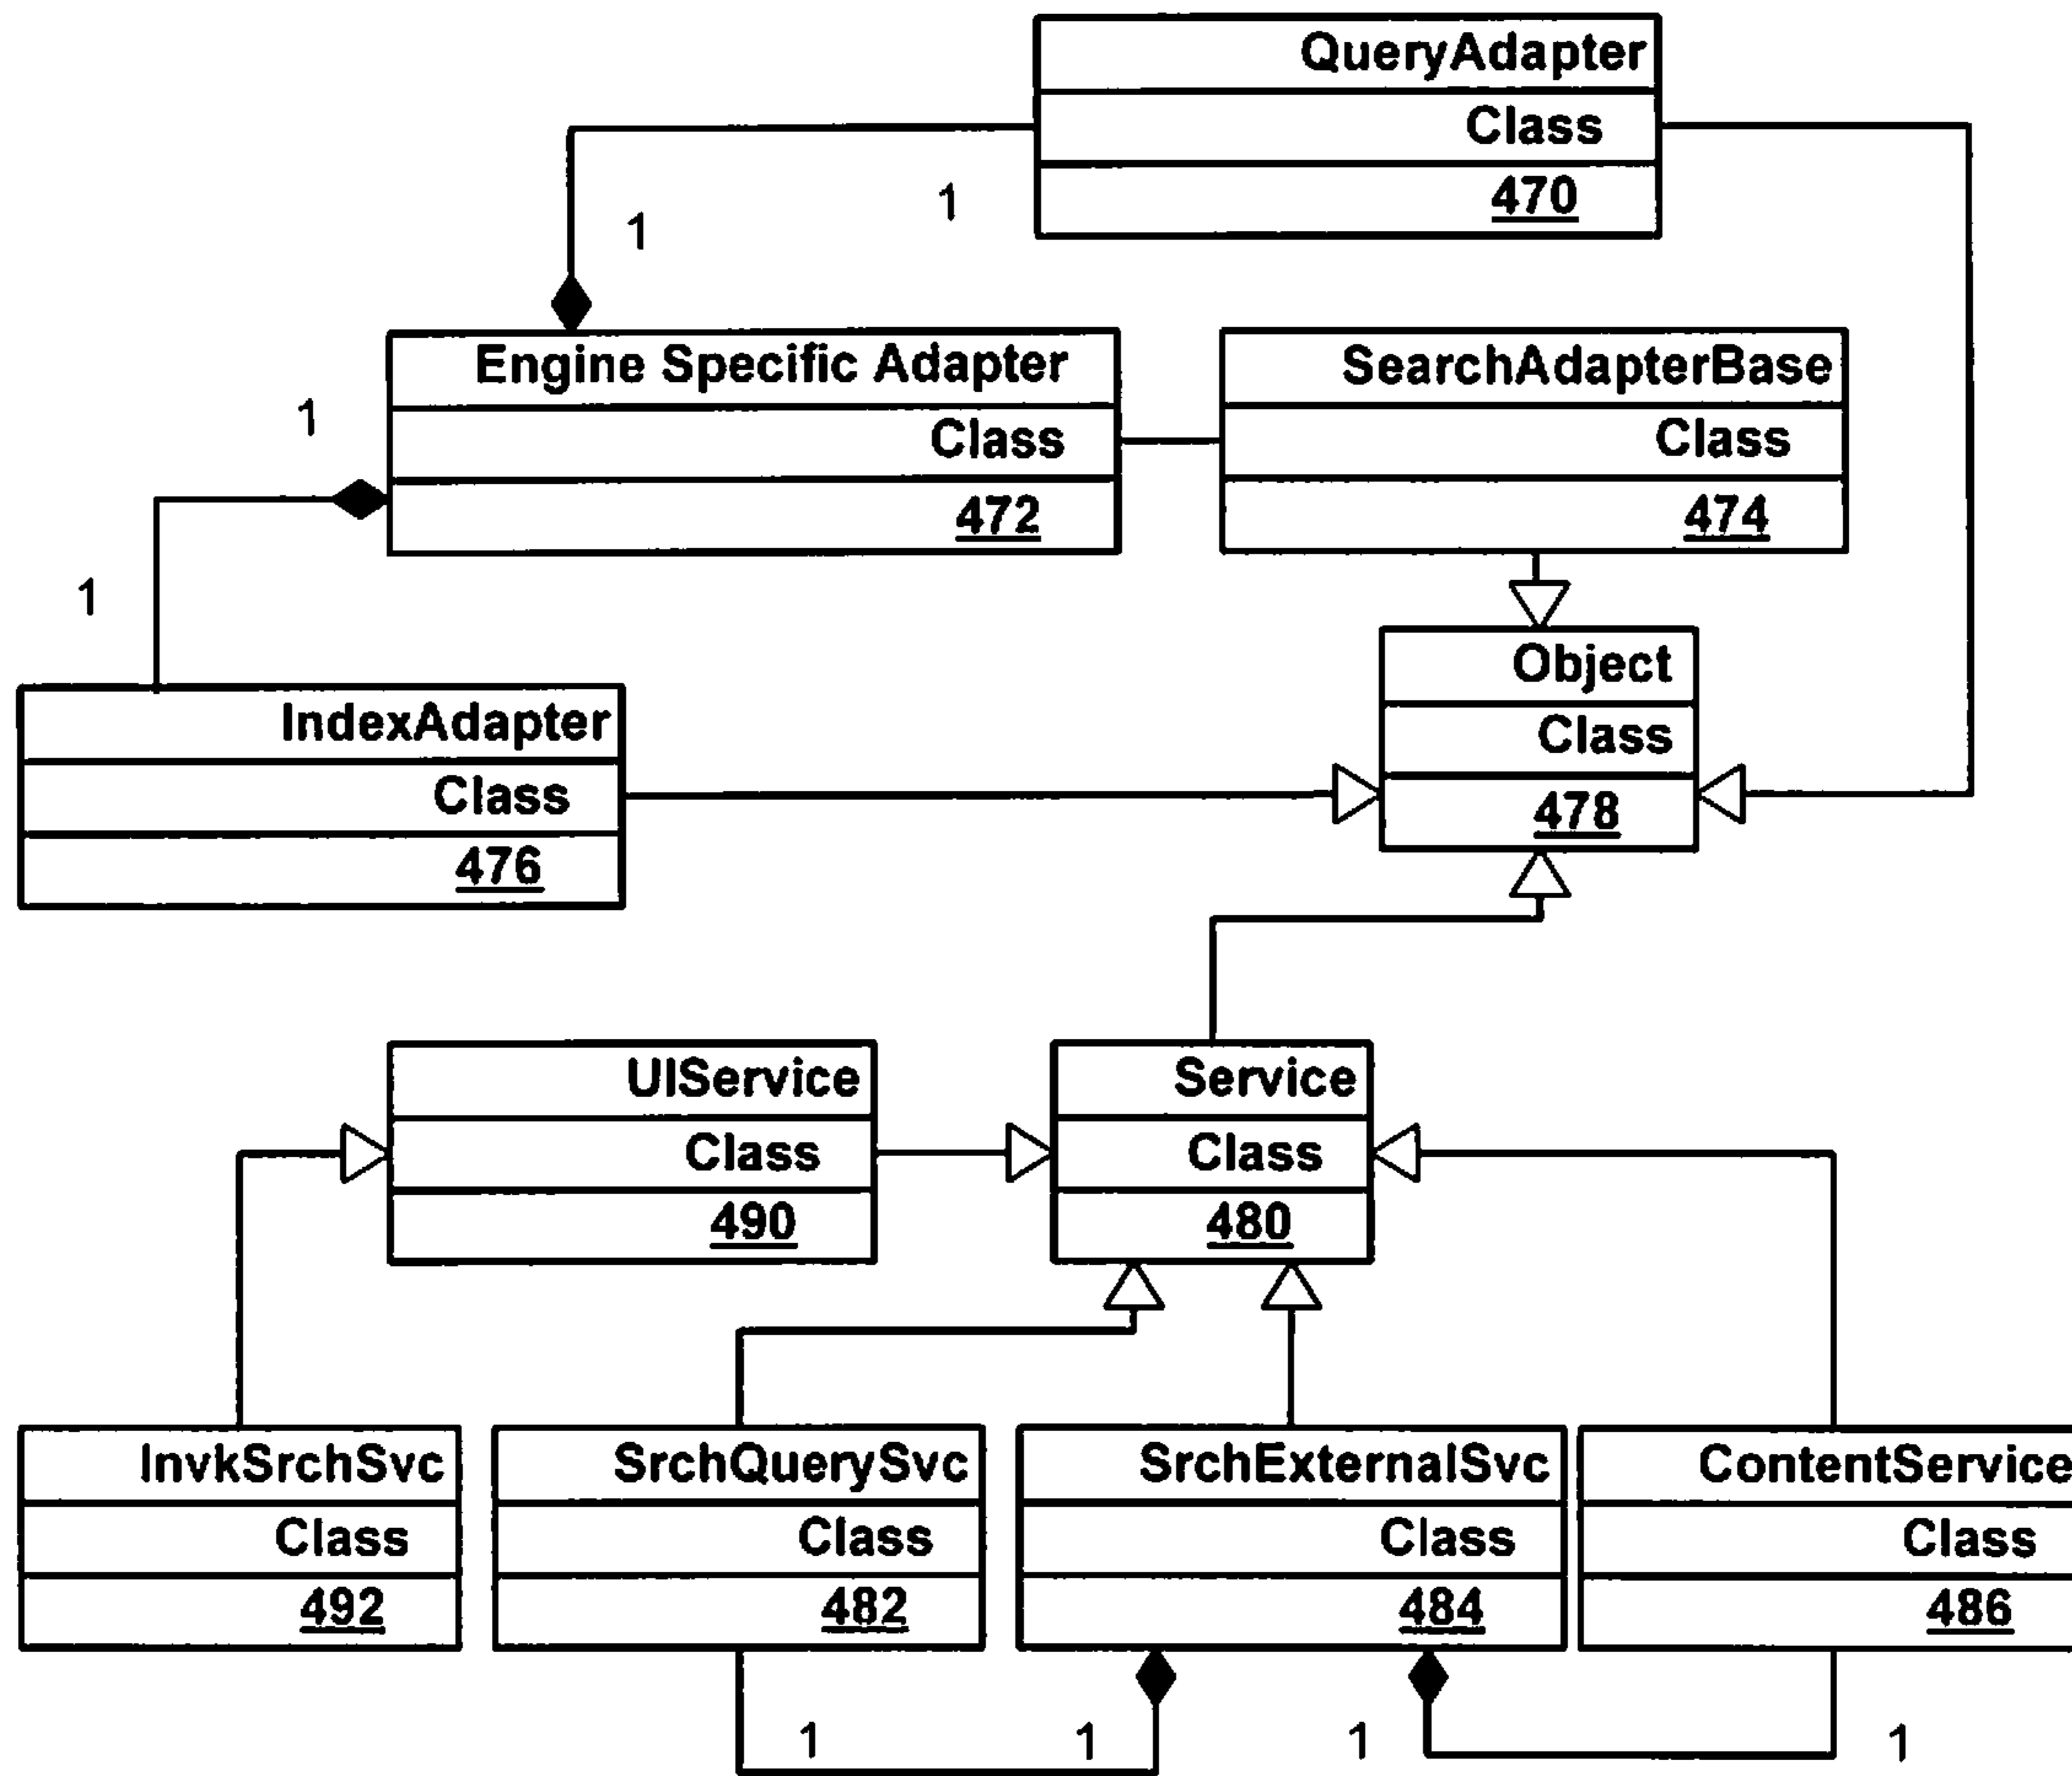 QueryAdapter
Class
470
1
1
Engine Specific Adapter
Class
472
SearchAdapterBase
Class
474
1
1
IndexAdapter
Class
476
Object
Class
478
UIService
Class
490
Service
Class
480
InvkSrchSvc
Class
492
SrchQuerySvc
Class
482
SrchExternalSvc
Class
484
ContentService
Class
486
1
1
1
1